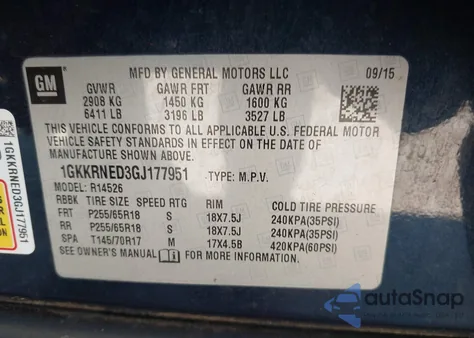 GM
MFD BY GENERAL MOTORS LLC 09/15
GVWR GAWR FRT GAWR RR
2908 KG 1450 KG 1600 KG
6411 LB 3196 LB 3527 LB
THIS VEHICLE CONFORMS TO ALL APPLICABLE U.S. FEDERAL MOTOR
VEHICLE SAFETY STANDARDS IN EFFECT ON THE DATE OF
MANUFACTURE SHOWN ABOVE.
1GKKRNED3GJ177951 TYPE: M.P.V.
MODEL: R14526
RBBK TIRE SIZE SPEED RTG RIM COLD TIRE PRESSURE
FRT P255/65R18 S 18X7.5J 240KPA(35PSI)
RR P255/65R18 S 18X7.5J 240KPA(35PSI)
SPA T145/70R17 M 17X4.5B 420KPA(60PSI)
SEE OWNER'S MANUAL FOR MORE INFORMATION.
1GKKRNED3GJ177951
autoSnap